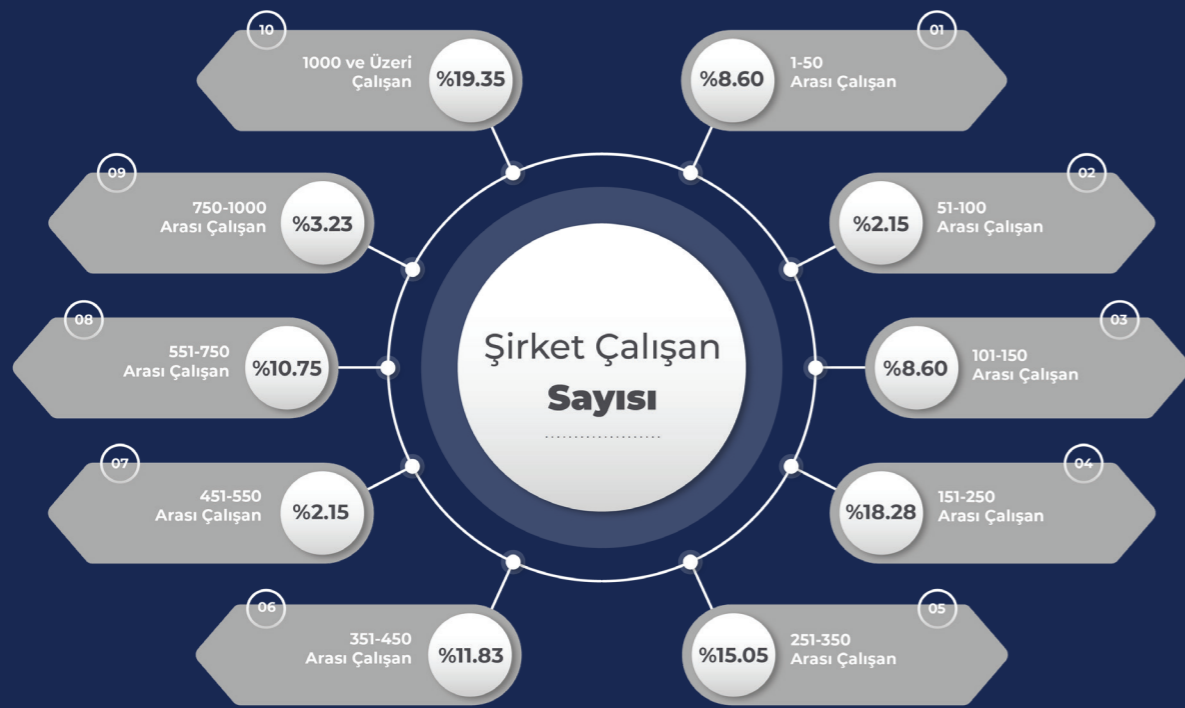 Şirket Çalışan
Sayısı
01
%8.60
1-50
Arası Çalışan
02
%2.15
51-100
Arası Çalışan
03
%8.60
101-150
Arası Çalışan
04
%18.28
151-250
Arası Çalışan
05
%15.05
251-350
Arası Çalışan
06
351-450
Arası Çalışan
%11.83
07
451-550
Arası Çalışan
%2.15
08
551-750
Arası Çalışan
%10.75
09
750-1000
Arası Çalışan
%3.23
10
1000 ve Üzeri
Çalışan
%19.35